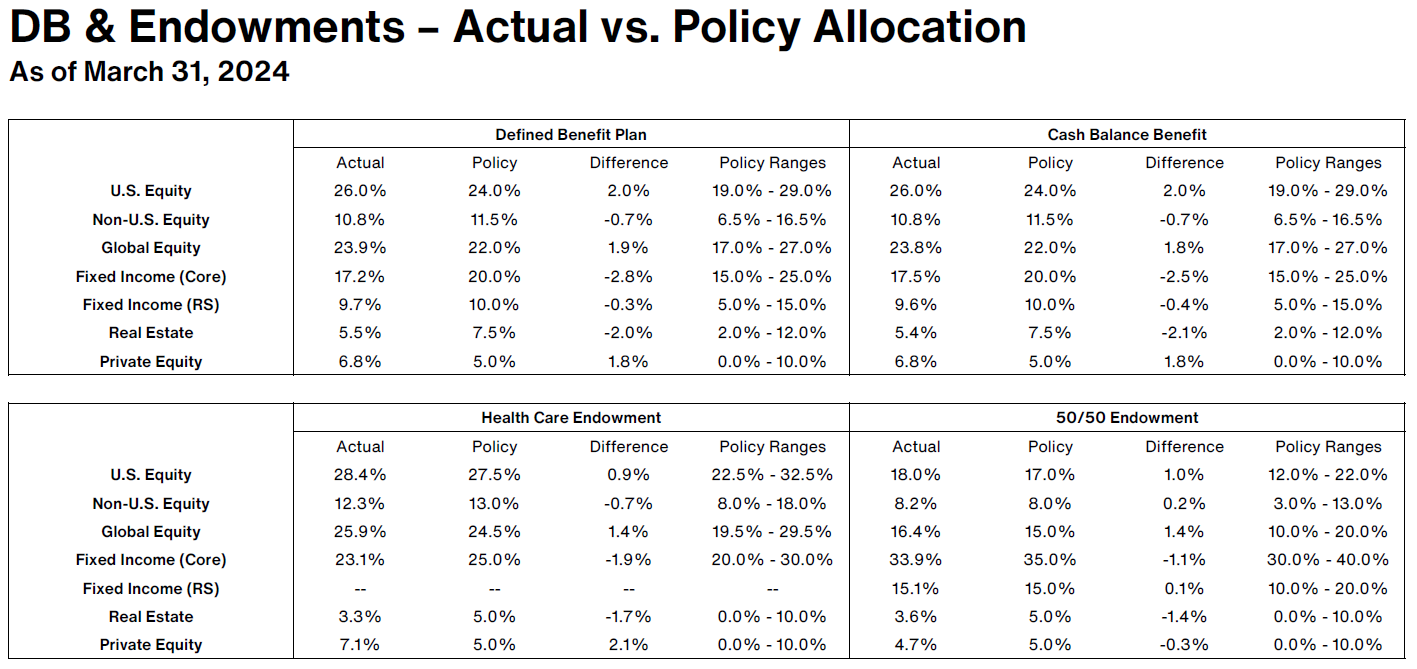 DB & Endowments – Actual vs. Policy Allocation
As of March 31, 2024
Defined Benefit Plan Cash Balance Benefit
Actual Policy Difference Policy Ranges Actual Policy Difference Policy Ranges
U.S. Equity 26.0% 24.0% 2.0% 19.0% - 29.0% 26.0% 24.0% 2.0% 19.0% - 29.0%
Non-U.S. Equity 10.8% 11.5% -0.7% 6.5% - 16.5% 10.8% 11.5% -0.7% 6.5% - 16.5%
Global Equity 23.9% 22.0% 1.9% 17.0% - 27.0% 23.8% 22.0% 1.8% 17.0% - 27.0%
Fixed Income (Core) 17.2% 20.0% -2.8% 15.0% - 25.0% 17.5% 20.0% -2.5% 15.0% - 25.0%
Fixed Income (RS) 9.7% 10.0% -0.3% 5.0% - 15.0% 9.6% 10.0% -0.4% 5.0% - 15.0%
Real Estate 5.5% 7.5% -2.0% 2.0% - 12.0% 5.4% 7.5% -2.1% 2.0% - 12.0%
Private Equity 6.8% 5.0% 1.8% 0.0% - 10.0% 6.8% 5.0% 1.8% 0.0% - 10.0%
Health Care Endowment 50/50 Endowment
Actual Policy Difference Policy Ranges Actual Policy Difference Policy Ranges
U.S. Equity 28.4% 27.5% 0.9% 22.5% - 32.5% 18.0% 17.0% 1.0% 12.0% - 22.0%
Non-U.S. Equity 12.3% 13.0% -0.7% 8.0% - 18.0% 8.2% 8.0% 0.2% 3.0% - 13.0%
Global Equity 25.9% 24.5% 1.4% 19.5% - 29.5% 16.4% 15.0% 1.4% 10.0% - 20.0%
Fixed Income (Core) 23.1% 25.0% -1.9% 20.0% - 30.0% 33.9% 35.0% -1.1% 30.0% - 40.0%
Fixed Income (RS) -- -- -- -- 15.1% 15.0% 0.1% 10.0% - 20.0%
Real Estate 3.3% 5.0% -1.7% 0.0% - 10.0% 3.6% 5.0% -1.4% 0.0% - 10.0%
Private Equity 7.1% 5.0% 2.1% 0.0% - 10.0% 4.7% 5.0% -0.3% 0.0% - 10.0%